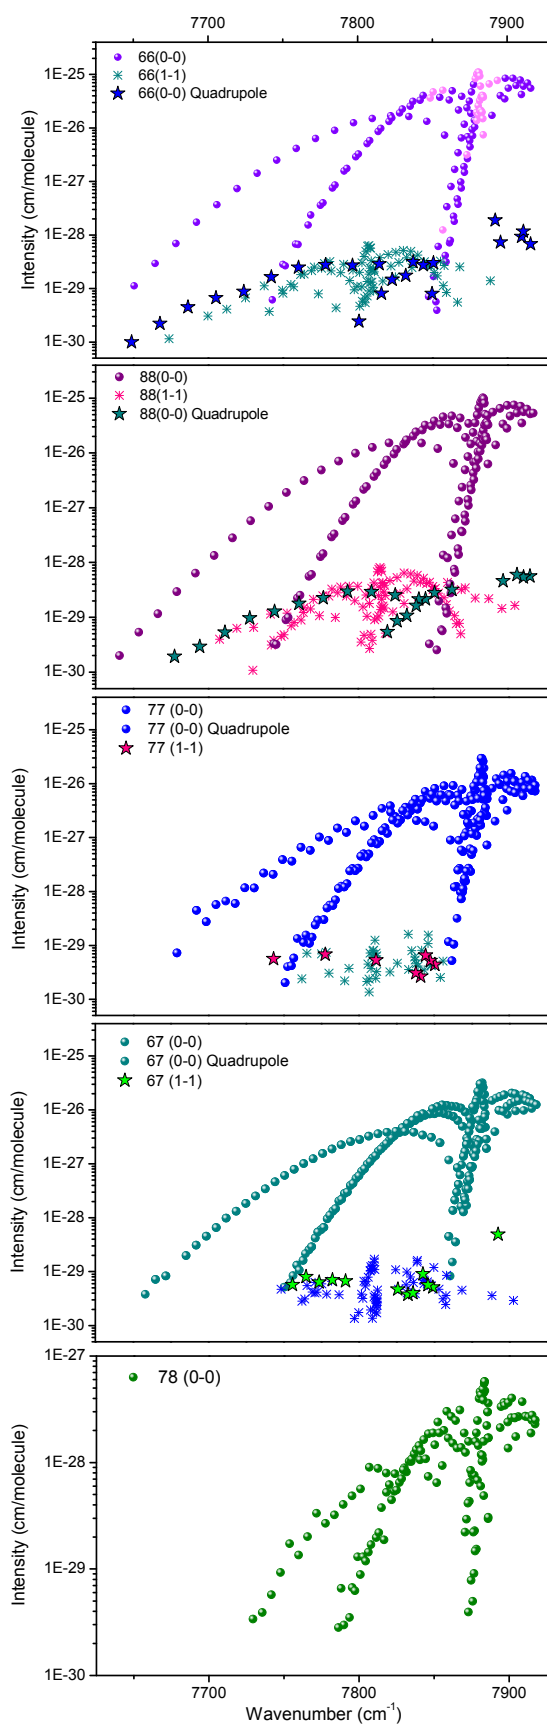 7700 7800 7900
1E-25
1E-26
1E-27
1E-28
1E-29
1E-30
Intensity (cm/molecule)
66(0-0)
66(1-1)
66(0-0) Quadrupole
1E-25
1E-26
1E-27
1E-28
1E-29
1E-30
Intensity (cm/molecule)
88(0-0)
88(1-1)
88(0-0) Quadrupole
1E-25
1E-26
1E-27
1E-28
1E-29
1E-30
Intensity (cm/molecule)
77 (0-0)
77 (0-0) Quadrupole
77 (1-1)
1E-25
1E-26
1E-27
1E-28
1E-29
1E-30
Intensity (cm/molecule)
67 (0-0)
67 (0-0) Quadrupole
67 (1-1)
1E-27
1E-28
1E-29
1E-30
Intensity (cm/molecule)
78 (0-0)
7700 7800 7900
Wavenumber (cm⁻¹)